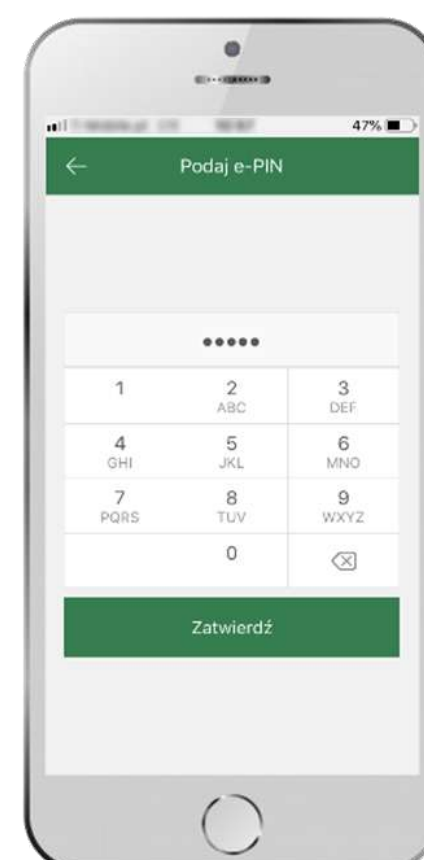 47%
Podaj e-PIN
•••••
1 2 3
ABC DEF
4 5 6
GHI JKL MNO
7 8 9
PQRS TUV WXYZ
0
Zatwierdź